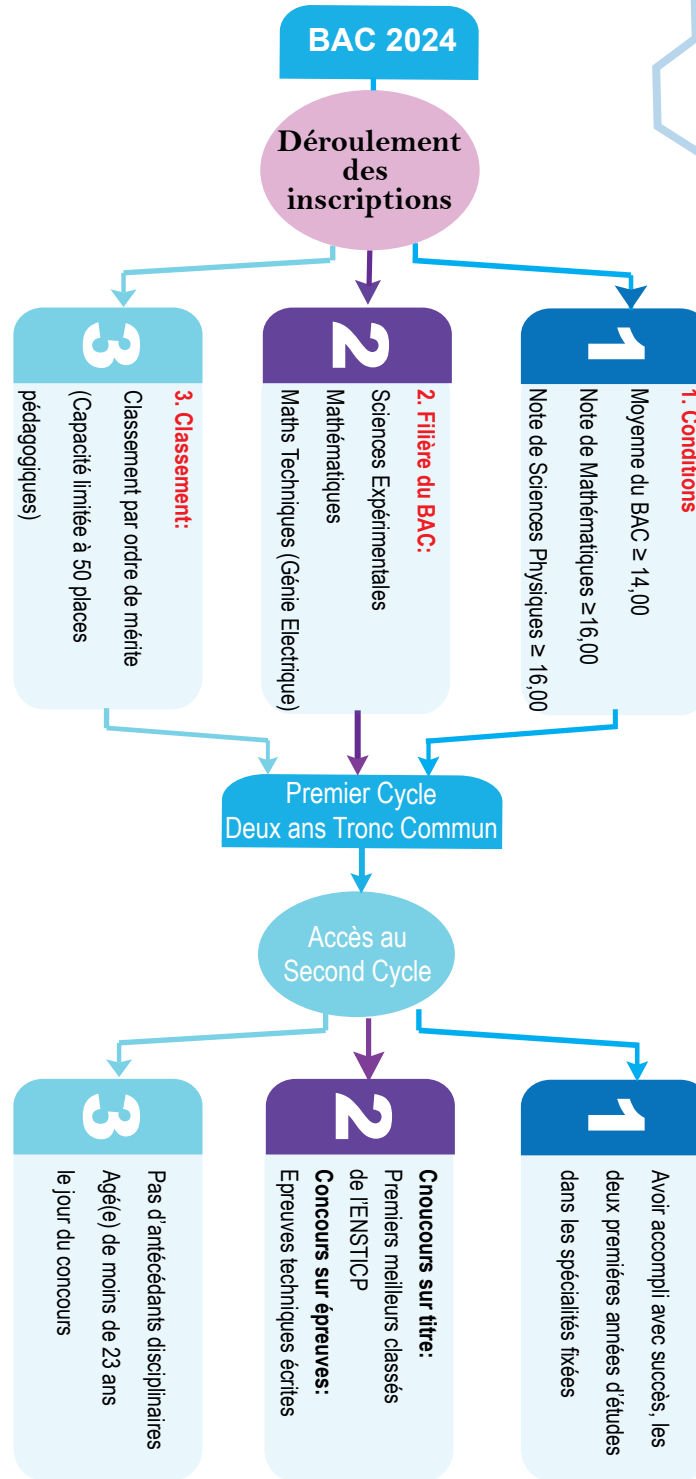 BAC 2024
Déroulement
des
inscriptions
1
1. Conditions
Moyenne du BAC ≥ 14,00
Note de Mathématiques ≥16,00
Note de Sciences Physiques ≥ 16,00
2
2. Filière du BAC:
Sciences Expérimentales
Mathématiques
Maths Techniques (Génie Electrique)
3
3. Classement:
Classement par ordre de mérite
(Capacité limitée à 50 places
pédagogiques)
Premier Cycle
Deux ans Tronc Commun
Accès au
Second Cycle
1
Avoir accompli avec succès, les
deux premiéres années d'études
dans les spécialités fixées
2
Cnoucours sur titre:
Premiers meilleurs classés
de l'ENSTICP
Concours sur épreuves:
Epreuves techniques écrites
3
Pas d'antécédants disciplinaires
Agé(e) de moins de 23 ans
le jour du concours